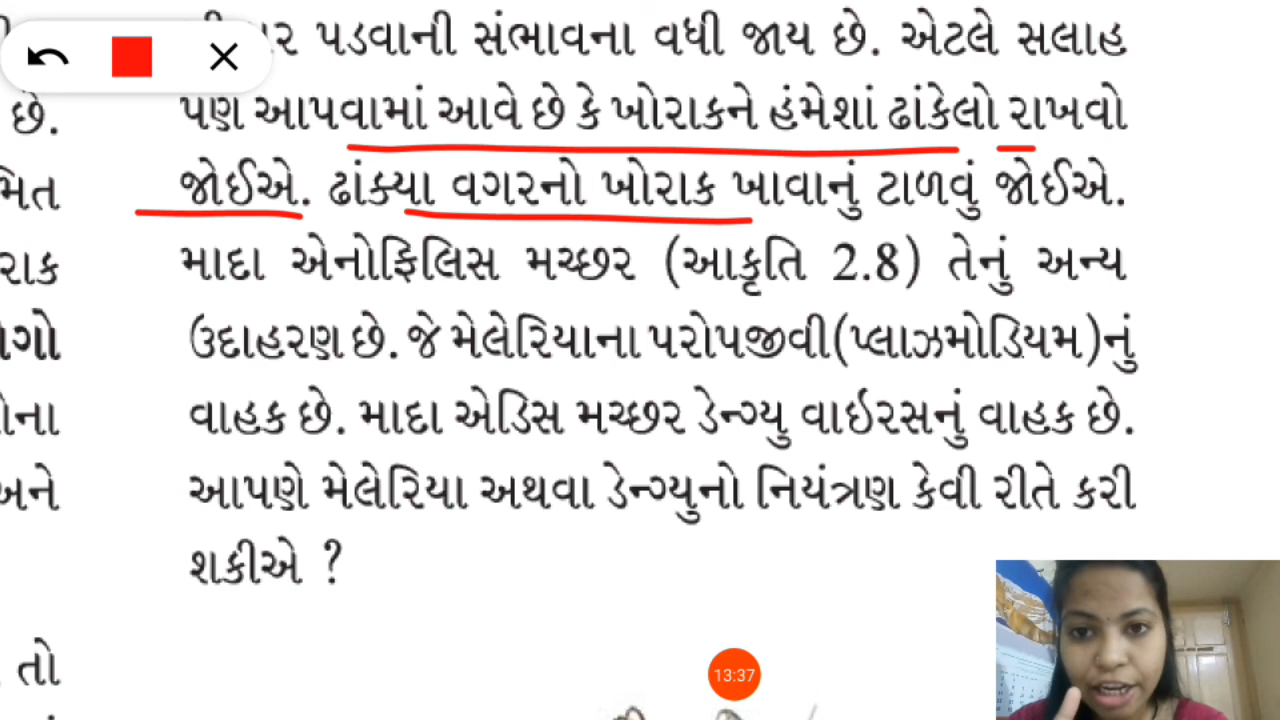 પડવાની સંભાવના વધી જાય છે. એટલે સલાહ
છે. પણ આપવામાં આવે છે કે ખોરાકને હંમેશાં ઢાંકેલો રાખવો
જોઈએ. ઢાંક્યા વગરનો ખોરાક ખાવાનું ટાળવું જોઈએ.
માદા એનોફિલિસ મચ્છર (આકૃતિ 2.8) તેનું અન્ય
ઉદાહરણ છે. જે મેલેરિયાના પરોપજીવી(પ્લાઝમોડિયમ)નું
વાહક છે. માદા એડિસ મચ્છર ડેન્ગ્યુ વાઇરસનું વાહક છે.
અને આપણે મેલેરિયા અથવા ડેન્ગ્યુનો નિયંત્રણ કેવી રીતે કરી
શકીએ ?
તો
13:37